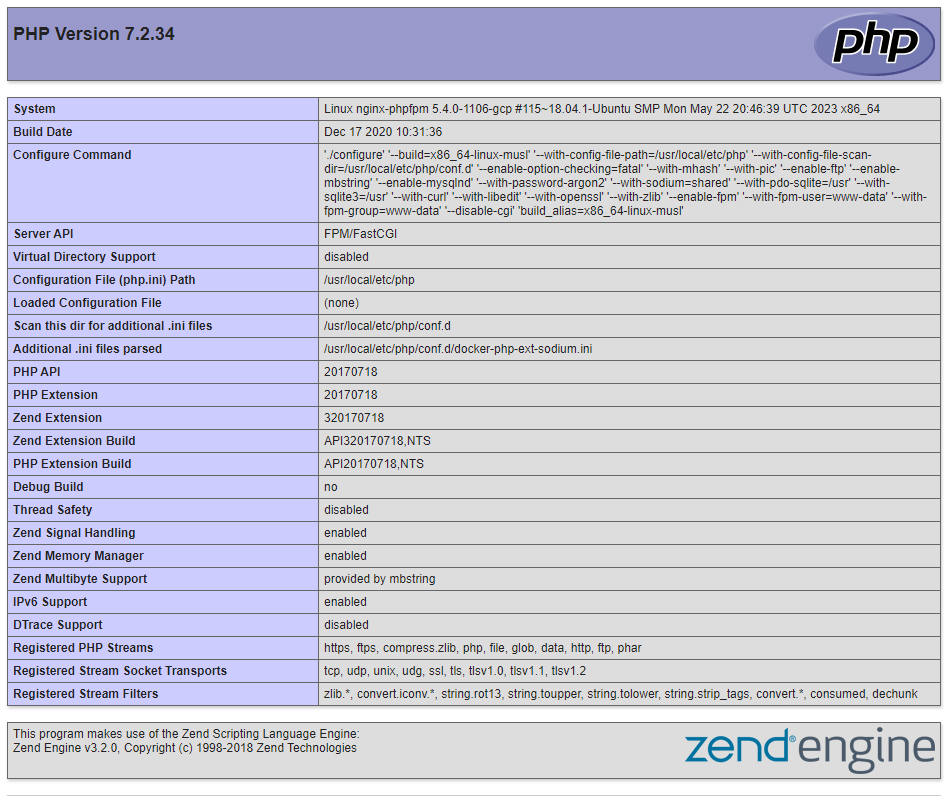 PHP Version 7.2.34
php
System Linux nginx-phpfpm 5.4.0-1106-gcp #115~18.04.1-Ubuntu SMP Mon May 22 20:46:39 UTC 2023 x86_64
Build Date Dec 17 2020 10:31:36
Configure Command './configure' '--build=x86_64-linux-musl' '--with-config-file-path=/usr/local/etc/php' '--with-config-file-scan-
dir=/usr/local/etc/php/conf.d' '--enable-option-checking=fatal' '--with-mhash' '--with-pic' '--enable-ftp' '--enable-
mbstring' '--enable-mysqlnd' '--with-password-argon2' '--with-sodium=shared' '--with-pdo-sqlite=/usr' '--with-
sqlite3=/usr' '--with-curl' '--with-libedit' '--with-openssl' '--with-zlib' '--enable-fpm' '--with-fpm-user=www-data' '--with-
fpm-group=www-data' '--disable-cgi' 'build_alias=x86_64-linux-musl'
Server API FPM/FastCGI
Virtual Directory Support disabled
Configuration File (php.ini) Path /usr/local/etc/php
Loaded Configuration File (none)
Scan this dir for additional .ini files /usr/local/etc/php/conf.d
Additional .ini files parsed /usr/local/etc/php/conf.d/docker-php-ext-sodium.ini
PHP API 20170718
PHP Extension 20170718
Zend Extension 320170718
Zend Extension Build API320170718,NTS
PHP Extension Build API20170718,NTS
Debug Build no
Thread Safety disabled
Zend Signal Handling enabled
Zend Memory Manager enabled
Zend Multibyte Support provided by mbstring
IPv6 Support enabled
DTrace Support disabled
Registered PHP Streams https, ftps, compress.zlib, php, file, glob, data, http, ftp, phar
Registered Stream Socket Transports tcp, udp, unix, udg, ssl, tls, tlsv1.0, tlsv1.1, tlsv1.2
Registered Stream Filters zlib.*, convert.iconv.*, string.rot13, string.toupper, string.tolower, string.strip_tags, convert.*, consumed, dechunk
This program makes use of the Zend Scripting Language Engine:
Zend Engine v3.2.0, Copyright (c) 1998-2018 Zend Technologies
zend® engine